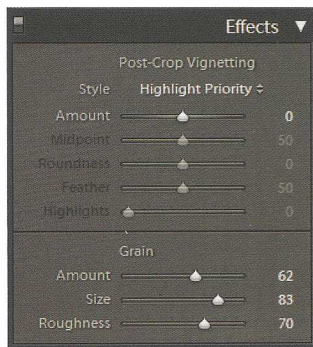 Effects ▼
Post-Crop Vignetting
Style Highlight Priority
Amount 0
Midpoint 50
Roundness 0
Feather 50
Highlights 0
Grain
Amount 62
Size 83
Roughness 70